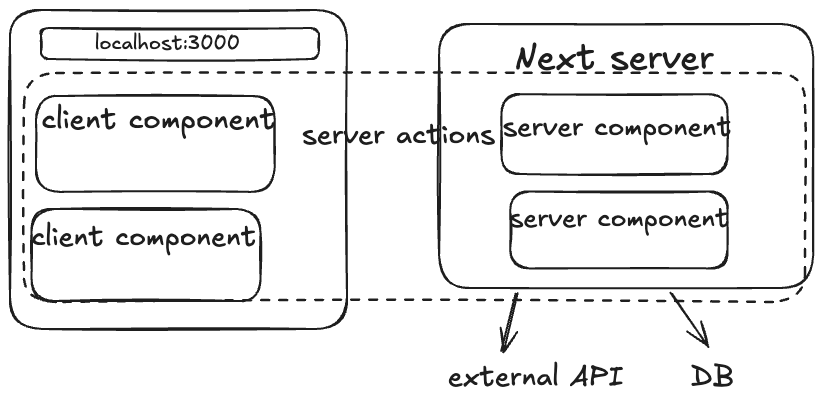 localhost:3000
Next server
client component
server actions
server component
client component
server component
external API
DB